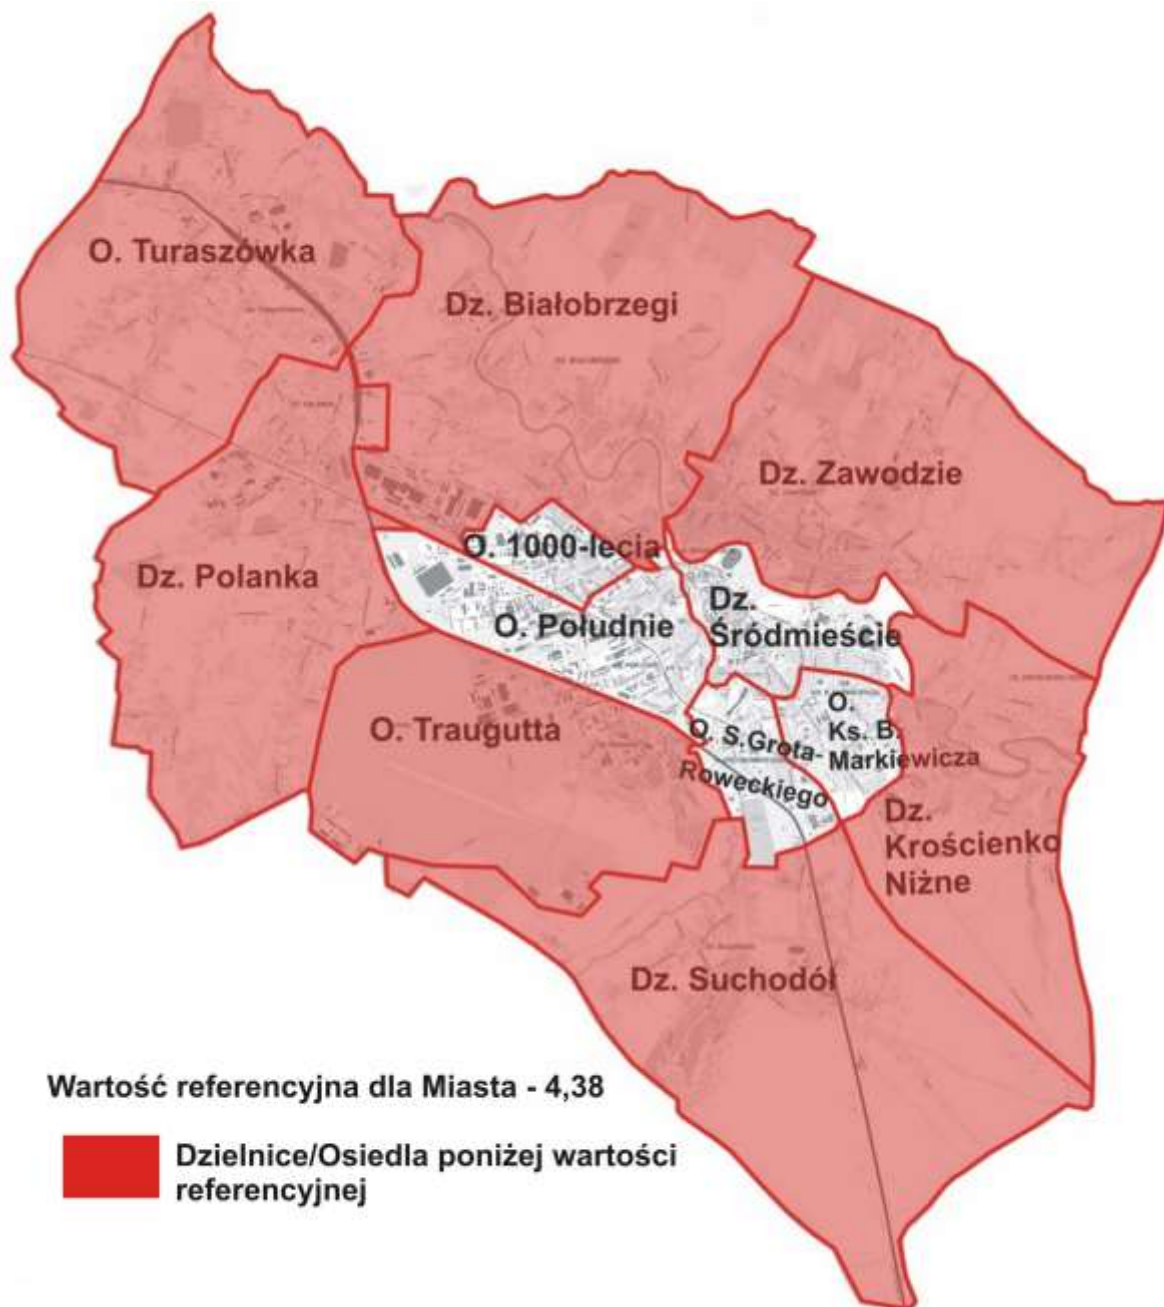 O. Turaszówka
Dz. Białobrzegi
Dz. Zawodzie
O. 1000-lecia
Dz. Polanka
Dz.
Śródmieście
O. Południe
O. Traugutta
O.
Ks. B.
Markiewicza
O. S.Grota-
Roweckiego
Dz.
Krościenko
Niżne
Dz. Suchodół
Wartość referencyjna dla Miasta - 4,38
Dzielnice/Osiedla poniżej wartości
referencyjnej